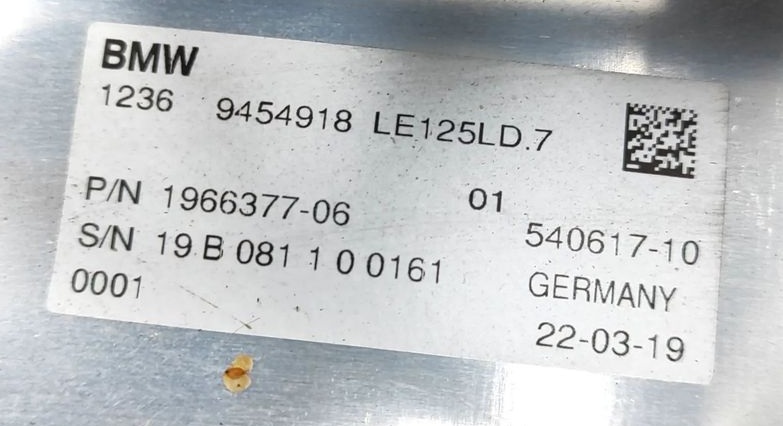 BMW
1236 9454918 LE125LD.7
P/N 1966377-06 01
540617-10
S/N 19 B 081 1 0 0161
GERMANY
0001
22-03-19